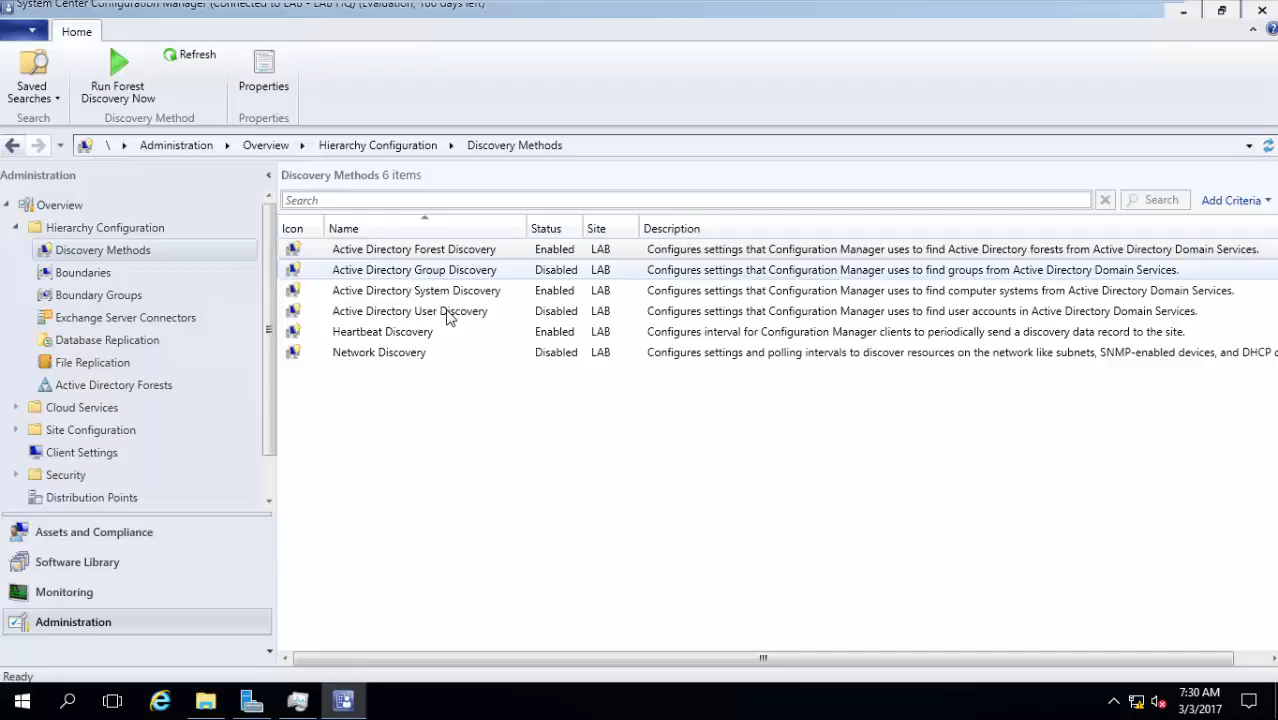 System Center Configuration Manager (Connected to LAB - LAB HQ) (Evaluation, 180 days left)
Home
Saved Searches
Run Forest Discovery Now
Refresh
Properties
Search
Discovery Method
Properties
\ Administration Overview Hierarchy Configuration Discovery Methods
Administration
Overview
Hierarchy Configuration
Discovery Methods
Boundaries
Boundary Groups
Exchange Server Connectors
Database Replication
File Replication
Active Directory Forests
Cloud Services
Site Configuration
Client Settings
Security
Distribution Points
Assets and Compliance
Software Library
Monitoring
Administration
Discovery Methods 6 items
Search Search Add Criteria
Icon Name Status Site Description
Active Directory Forest Discovery Enabled LAB Configures settings that Configuration Manager uses to find Active Directory forests from Active Directory Domain Services.
Active Directory Group Discovery Disabled LAB Configures settings that Configuration Manager uses to find groups from Active Directory Domain Services.
Active Directory System Discovery Enabled LAB Configures settings that Configuration Manager uses to find computer systems from Active Directory Domain Services.
Active Directory User Discovery Disabled LAB Configures settings that Configuration Manager uses to find user accounts in Active Directory Domain Services.
Heartbeat Discovery Enabled LAB Configures interval for Configuration Manager clients to periodically send a discovery data record to the site.
Network Discovery Disabled LAB Configures settings and polling intervals to discover resources on the network like subnets, SNMP-enabled devices, and DHCP
Ready
7:30 AM
3/3/2017